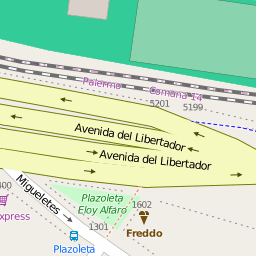 Palermo
Comuna 14
5201
5199
Avenida del Libertador
Avenida del Libertador
Migueletes
Plazoleta
Eloy Alfaro
1602
1301
Freddo
xpress
Plazoleta